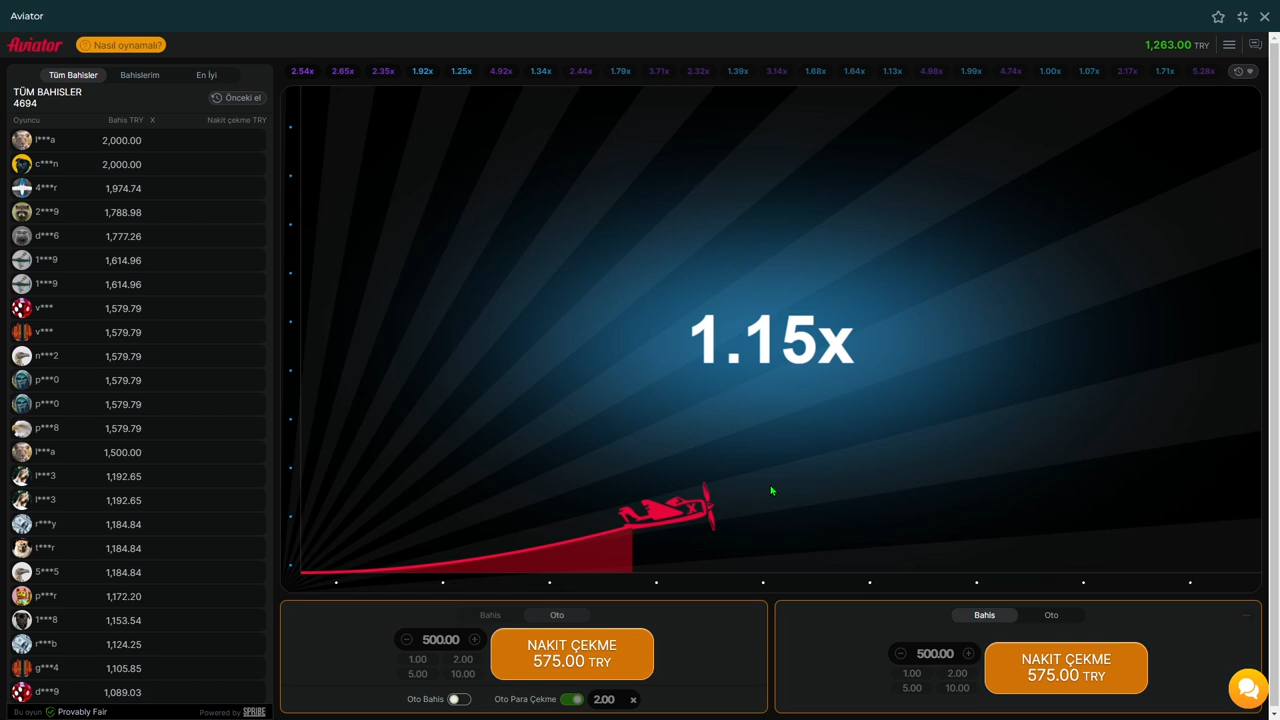 Aviator
Aviator
? Nasıl oynamalı?
1,263.00 TRY
Tüm Bahisler Bahislerim En İyi
2.54x 2.65x 2.35x 1.92x 1.25x 4.92x 1.34x 2.44x 1.79x 3.71x 2.32x 1.39x 3.14x 1.68x 1.64x 1.13x 4.98x 1.99x 4.74x 1.00x 1.07x 2.17x 1.71x 5.28x
TÜM BAHISLER
4694
Önceki el
Oyuncu Bahis TRY X Nakit çekme TRY
l***a 2,000.00
c***n 2,000.00
4***r 1,974.74
2***9 1,788.98
d***6 1,777.26
1***9 1,614.96
1***9 1,614.96
v*** 1,579.79
v*** 1,579.79
n***2 1,579.79
p***0 1,579.79
p***0 1,579.79
p***8 1,579.79
l***a 1,500.00
l***3 1,192.65
l***3 1,192.65
r***y 1,184.84
t***r 1,184.84
5***5 1,184.84
p***r 1,172.20
1***8 1,153.54
r***b 1,124.25
g***4 1,105.85
d***9 1,089.03
Bu oyun Provably Fair Powered by SPRIBE
1.15x
X
Bahis Oto
500.00
1.00 2.00
5.00 10.00
NAKIT ÇEKME
575.00 TRY
Oto Bahis Oto Para Çekme 2.00 x
Bahis Oto
500.00
1.00 2.00
5.00 10.00
NAKIT ÇEKME
575.00 TRY